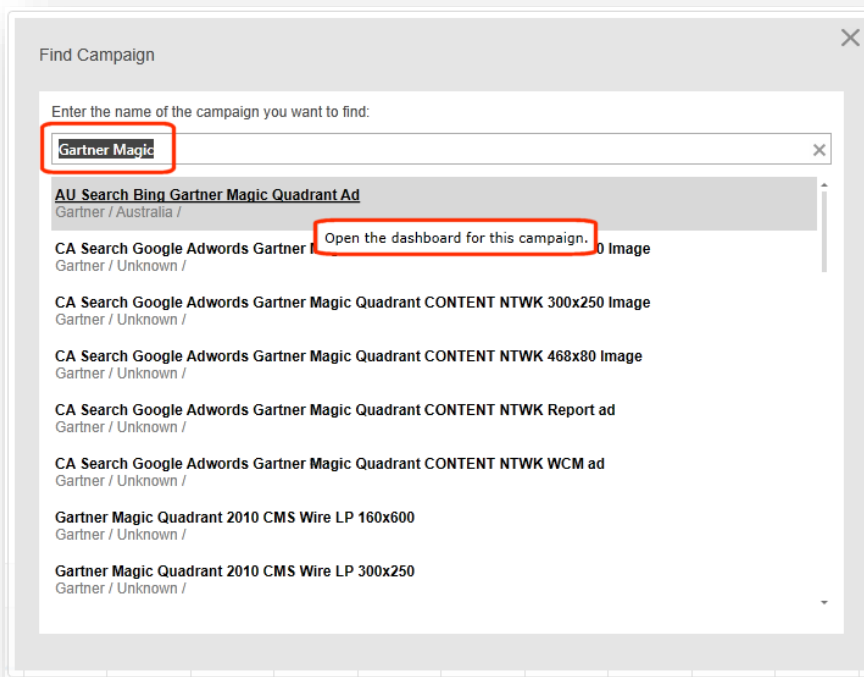 Find Campaign
Enter the name of the campaign you want to find:
Gartner Magic
AU Search Bing Gartner Magic Quadrant Ad
Gartner / Australia /
Open the dashboard for this campaign.
CA Search Google Adwords Gartner 0 Image
Gartner / Unknown /
CA Search Google Adwords Gartner Magic Quadrant CONTENT NTWK 300x250 Image
Gartner / Unknown /
CA Search Google Adwords Gartner Magic Quadrant CONTENT NTWK 468x80 Image
Gartner / Unknown /
CA Search Google Adwords Gartner Magic Quadrant CONTENT NTWK Report ad
Gartner / Unknown /
CA Search Google Adwords Gartner Magic Quadrant CONTENT NTWK WCM ad
Gartner / Unknown /
Gartner Magic Quadrant 2010 CMS Wire LP 160x600
Gartner / Unknown /
Gartner Magic Quadrant 2010 CMS Wire LP 300x250
Gartner / Unknown /